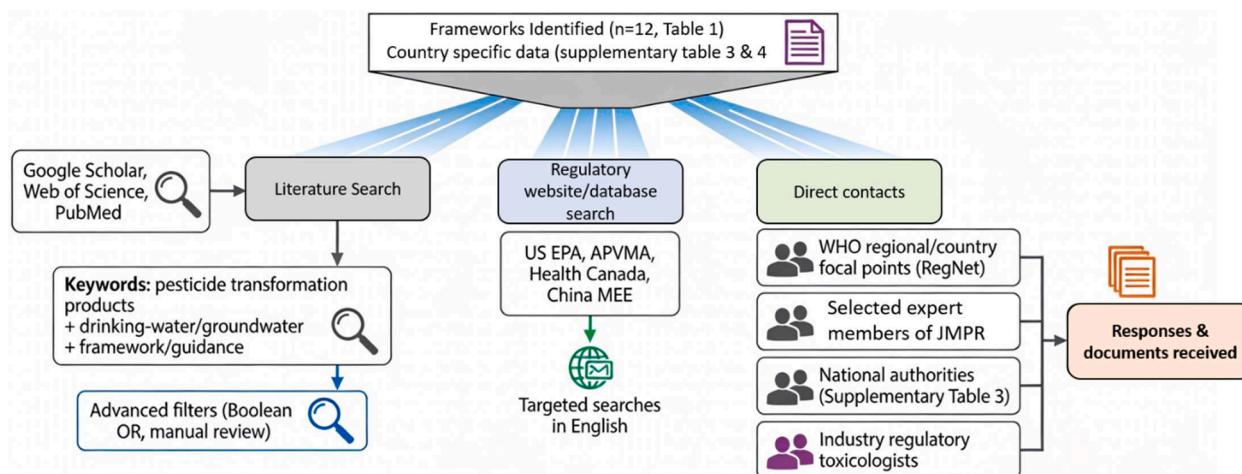 Frameworks Identified (n=12, Table 1)
Country specific data (supplementary table 3 & 4
Google Scholar,
Web of Science,
PubMed
Literature Search
Keywords: pesticide transformation
products
+ drinking-water/groundwater
+ framework/guidance
Advanced filters (Boolean
OR, manual review)
Regulatory
website/database
search
US EPA, APVMA,
Health Canada,
China MEE
Targeted searches
in English
Direct contacts
WHO regional/country
focal points (RegNet)
Selected expert
members of JMPR
National authorities
(Supplementary Table 3)
Industry regulatory
toxicologists
Responses &
documents received